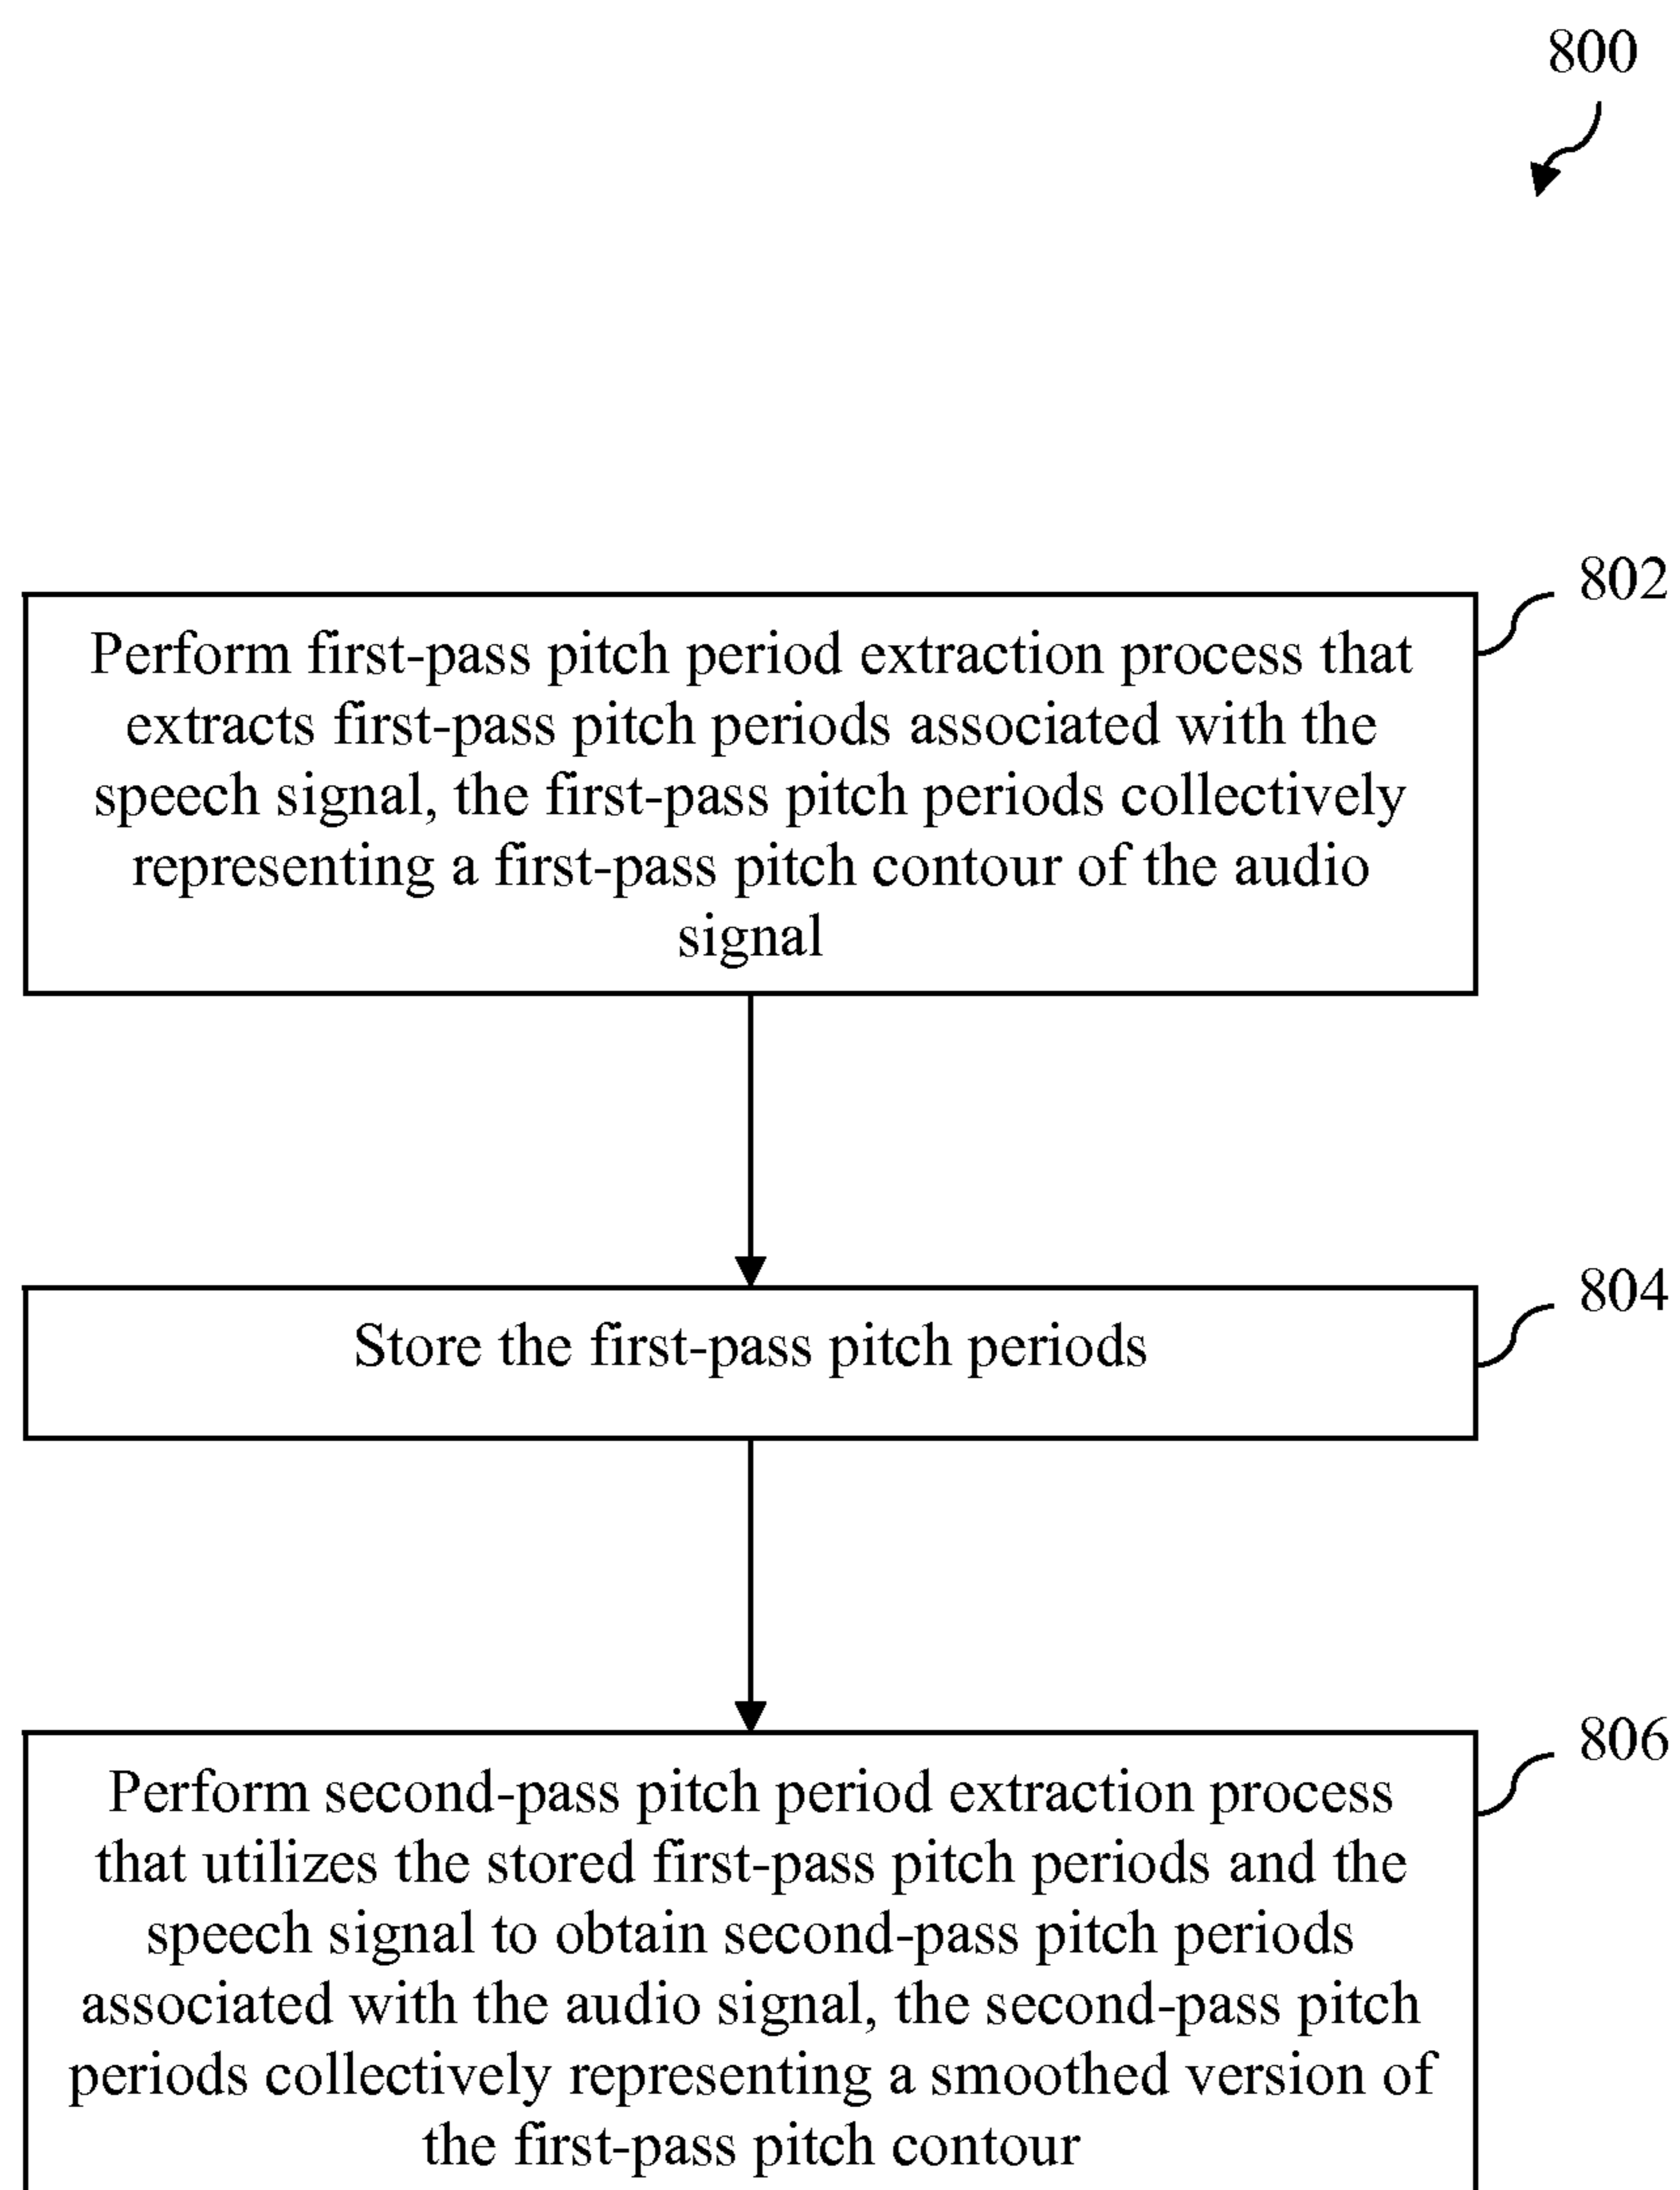 800
802
Perform first-pass pitch period extraction process that
extracts first-pass pitch periods associated with the
speech signal, the first-pass pitch periods collectively
representing a first-pass pitch contour of the audio
signal
804
Store the first-pass pitch periods
806
Perform second-pass pitch period extraction process
that utilizes the stored first-pass pitch periods and the
speech signal to obtain second-pass pitch periods
associated with the audio signal, the second-pass pitch
periods collectively representing a smoothed version of
the first-pass pitch contour